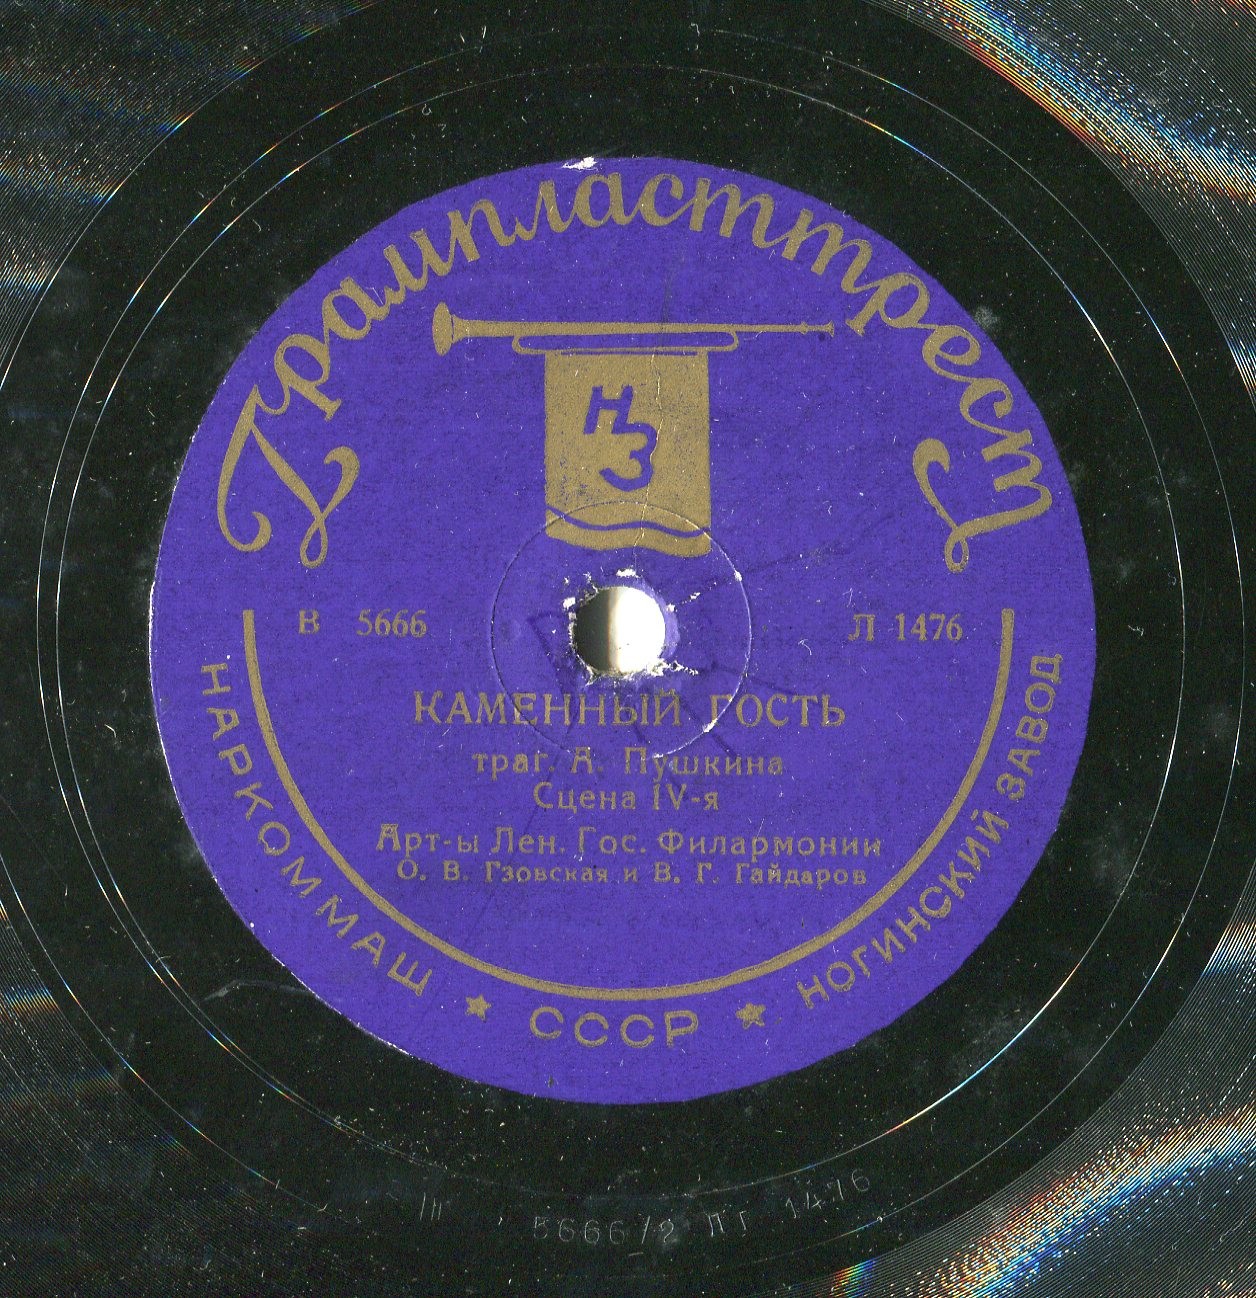 Грампласттрест
НЗ
В 5666
Л 1476
КАМЕННЫЙ ГОСТЬ
траг. А. Пушкина
Сцена IV-я
Арт-ы Лен. Гос. Филармонии
О. В. Гзовская и В. Г. Гайдаров
НАРКОММАШ ★ СССР ★ НОГИНСКИЙ ЗАВОД
III 5666/2 ЛГ 1476